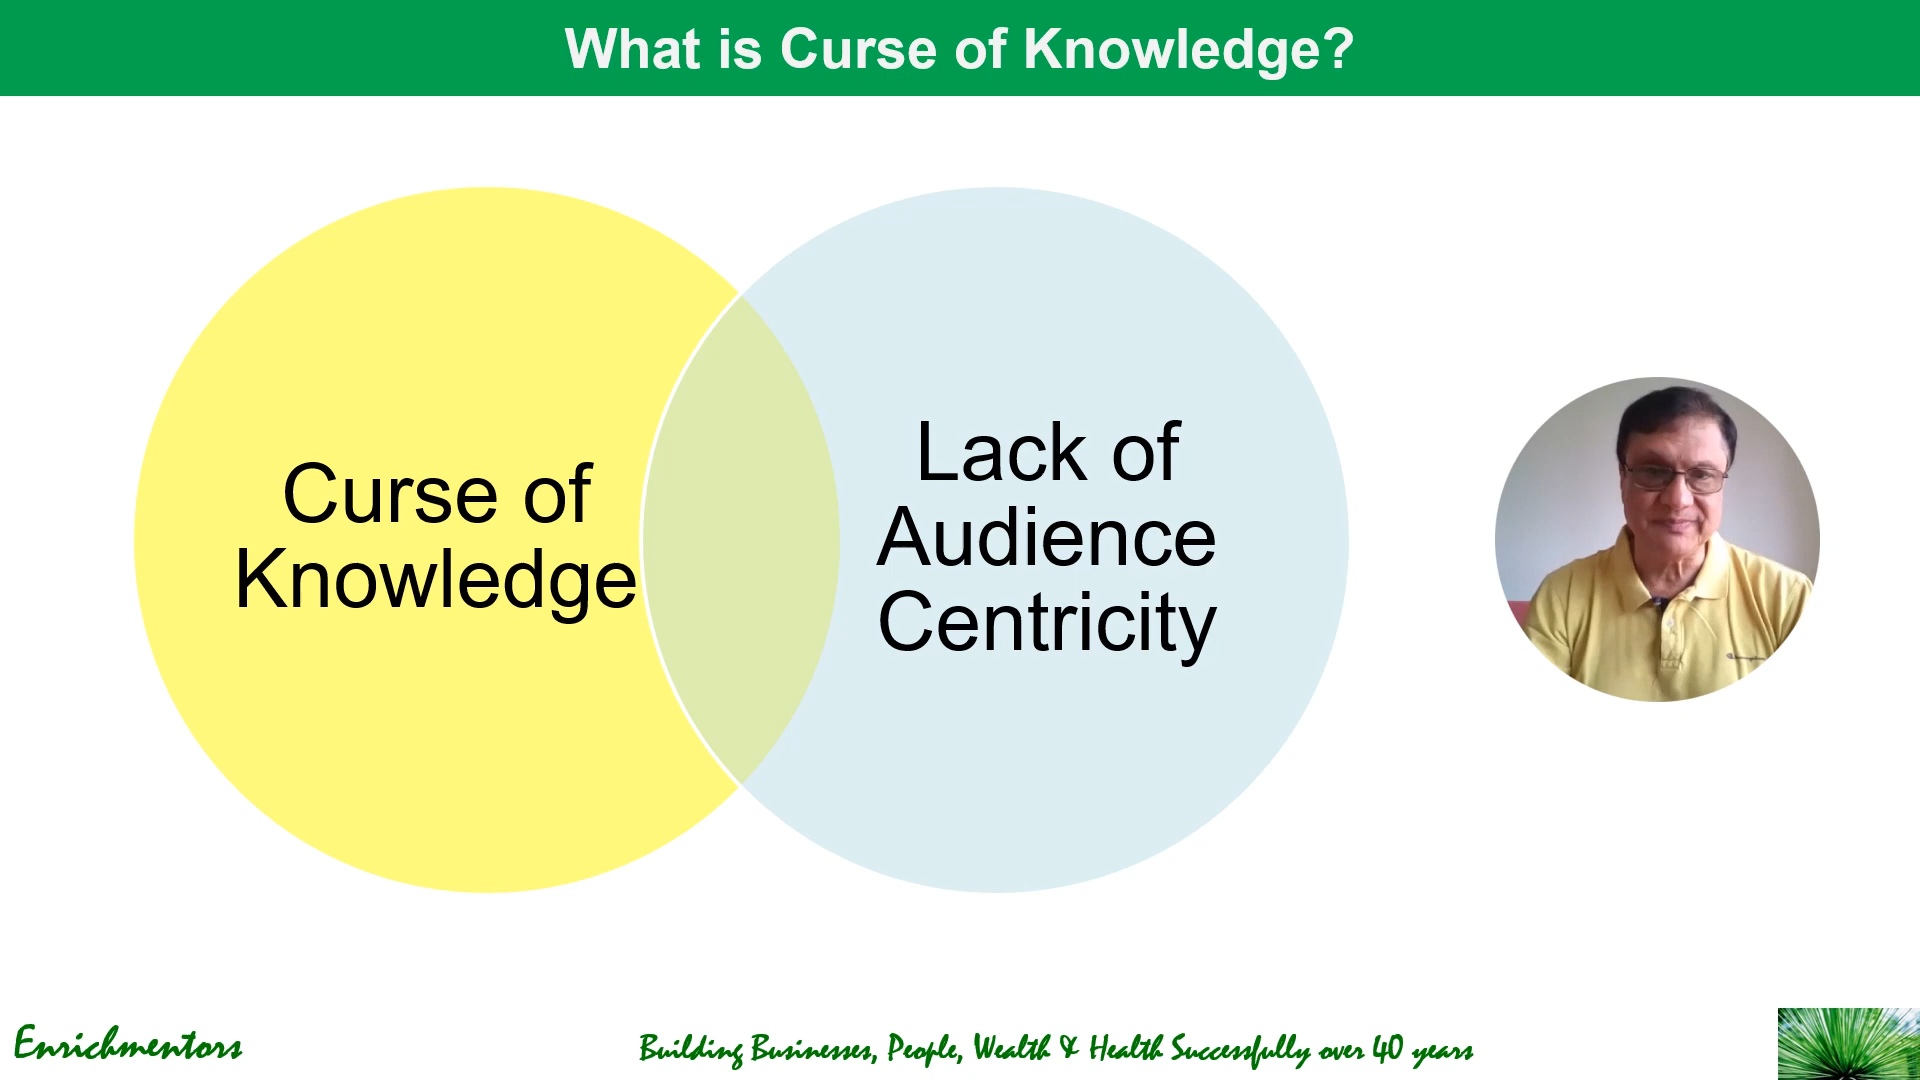 What is Curse of Knowledge?
Curse of
Knowledge
Lack of
Audience
Centricity
Enrichmentors
Building Businesses, People, Wealth & Health Successfully over 40 years